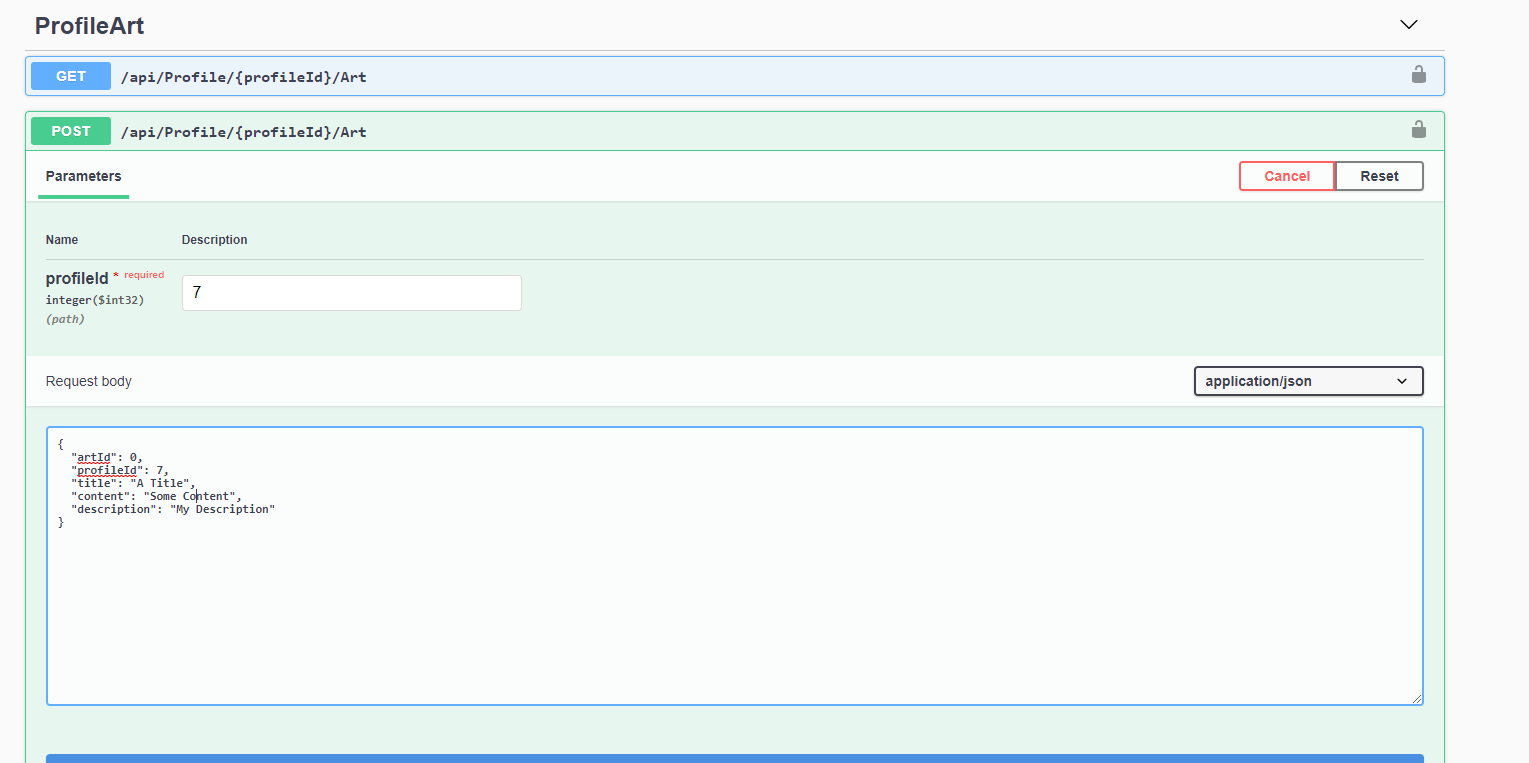 ProfileArt
GET /api/Profile/{profileId}/Art
POST /api/Profile/{profileId}/Art
Parameters Cancel Reset
Name Description
profileId * required 7
integer($int32)
(path)
Request body application/json
{
  "artId": 0,
  "profileId": 7,
  "title": "A Title",
  "content": "Some Content",
  "description": "My Description"
}